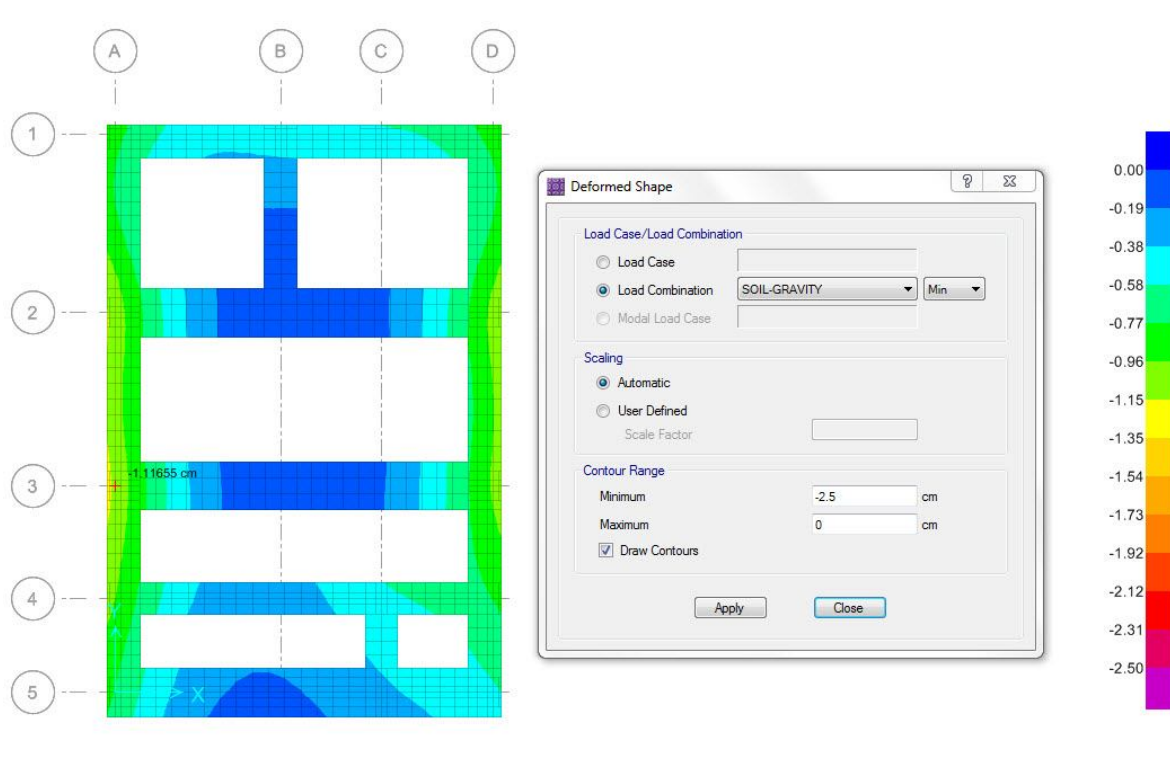 A B C D
1
2
3
4
5
-1.11655 cm
Y
X
Deformed Shape
?
Load Case/Load Combination
Load Case
Load Combination SOIL-GRAVITY Min
Modal Load Case
Scaling
Automatic
User Defined
Scale Factor
Contour Range
Minimum -2.5 cm
Maximum 0 cm
Draw Contours
Apply Close
0.00
-0.19
-0.38
-0.58
-0.77
-0.96
-1.15
-1.35
-1.54
-1.73
-1.92
-2.12
-2.31
-2.50